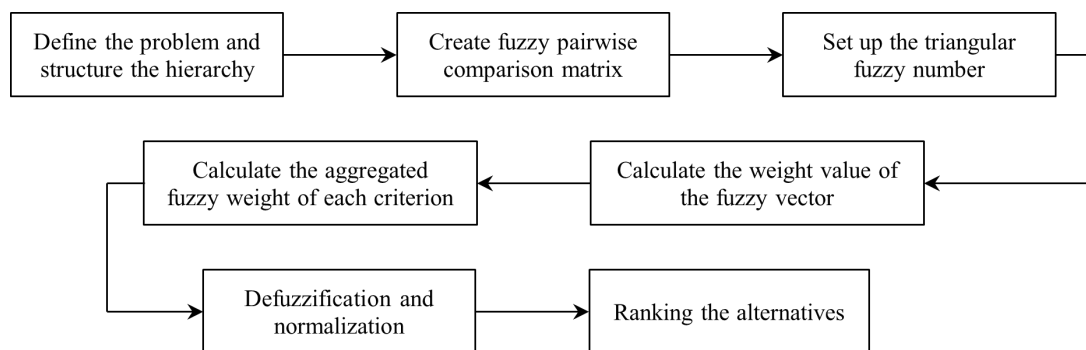 Define the problem and
structure the hierarchy
Create fuzzy pairwise
comparison matrix
Set up the triangular
fuzzy number
Calculate the weight value of
the fuzzy vector
Calculate the aggregated
fuzzy weight of each criterion
Defuzzification and
normalization
Ranking the alternatives